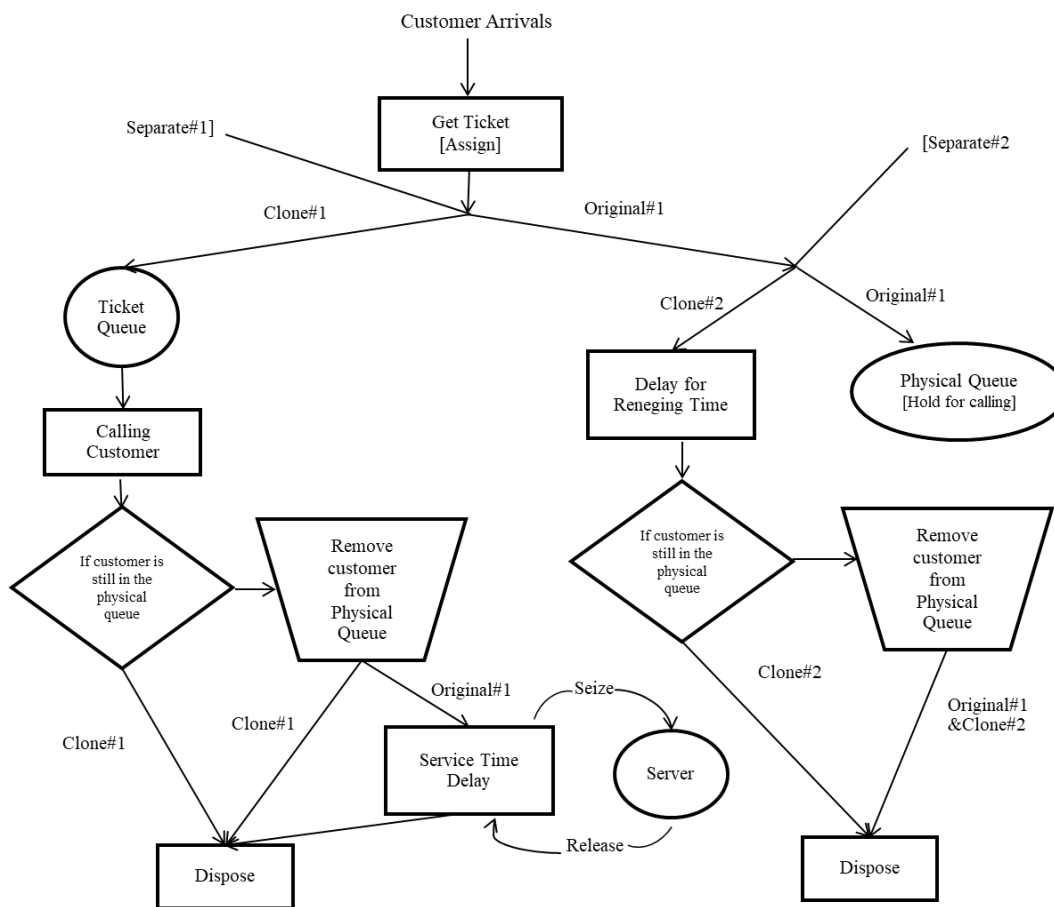 Customer Arrivals
Get Ticket
[Assign]
Separate#1]
[Separate#2
Clone#1
Original#1
Ticket
Queue
Clone#2
Original#1
Delay for
Reneging Time
Physical Queue
[Hold for calling]
Calling
Customer
If customer is
still in the
physical
queue
Remove
customer
from
Physical
Queue
If customer is
still in the
physical
queue
Remove
customer
from
Physical
Queue
Clone#1
Clone#1
Original#1
Seize
Clone#2
Original#1
&Clone#2
Service Time
Delay
Server
Release
Dispose
Dispose